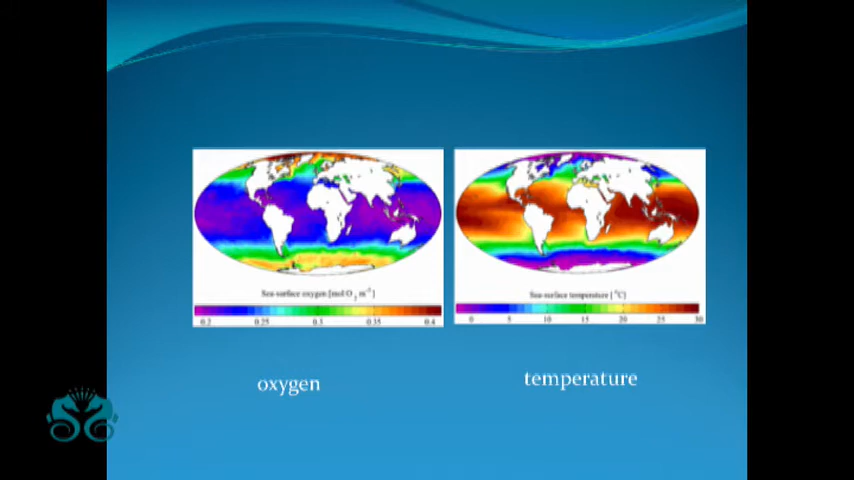 Sea-surface oxygen [mol O2 m-3]
0.2 0.25 0.3 0.35 0.4
Sea-surface temperature [°C]
0 5 10 15 20 25 30
oxygen
temperature